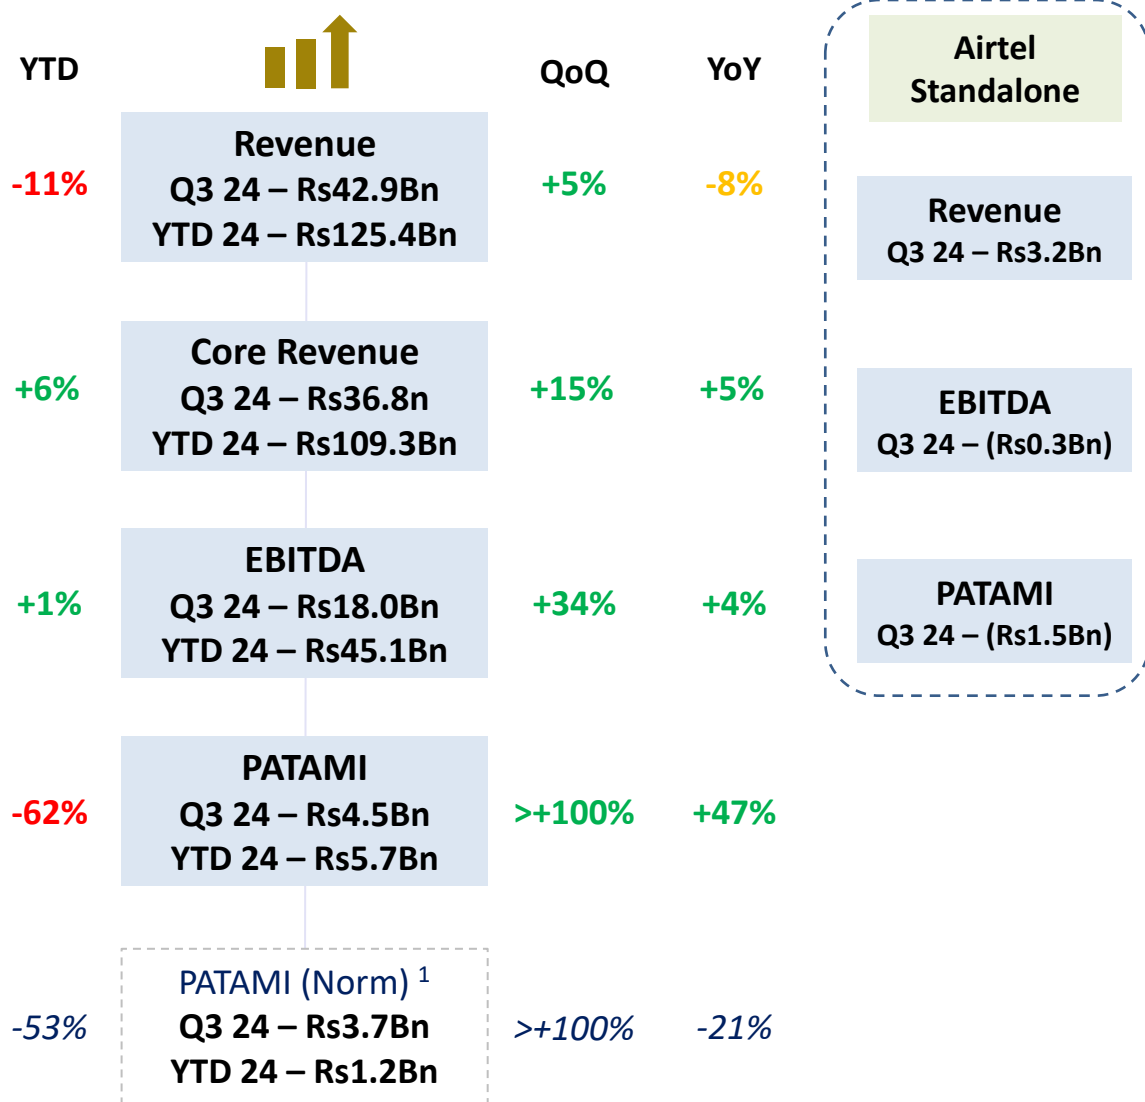 YTD
QoQ
YoY
Revenue
Q3 24 – Rs42.9Bn
YTD 24 – Rs125.4Bn
-11%
+5%
-8%
Core Revenue
Q3 24 – Rs36.8n
YTD 24 – Rs109.3Bn
+6%
+15%
+5%
EBITDA
Q3 24 – Rs18.0Bn
YTD 24 – Rs45.1Bn
+1%
+34%
+4%
PATAMI
Q3 24 – Rs4.5Bn
YTD 24 – Rs5.7Bn
-62%
>+100%
+47%
PATAMI (Norm) 1
Q3 24 – Rs3.7Bn
YTD 24 – Rs1.2Bn
-53%
>+100%
-21%
Airtel
Standalone
Revenue
Q3 24 – Rs3.2Bn
EBITDA
Q3 24 – (Rs0.3Bn)
PATAMI
Q3 24 – (Rs1.5Bn)